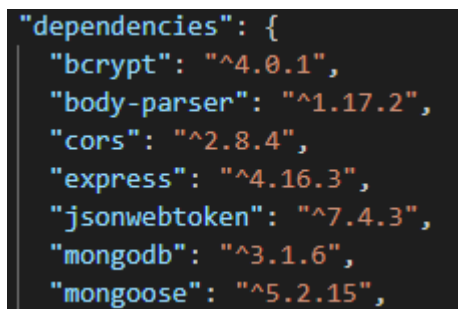 "dependencies": {
"bcrypt": "^4.0.1",
"body-parser": "^1.17.2",
"cors": "^2.8.4",
"express": "^4.16.3",
"jsonwebtoken": "^7.4.3",
"mongodb": "^3.1.6",
"mongoose": "^5.2.15",